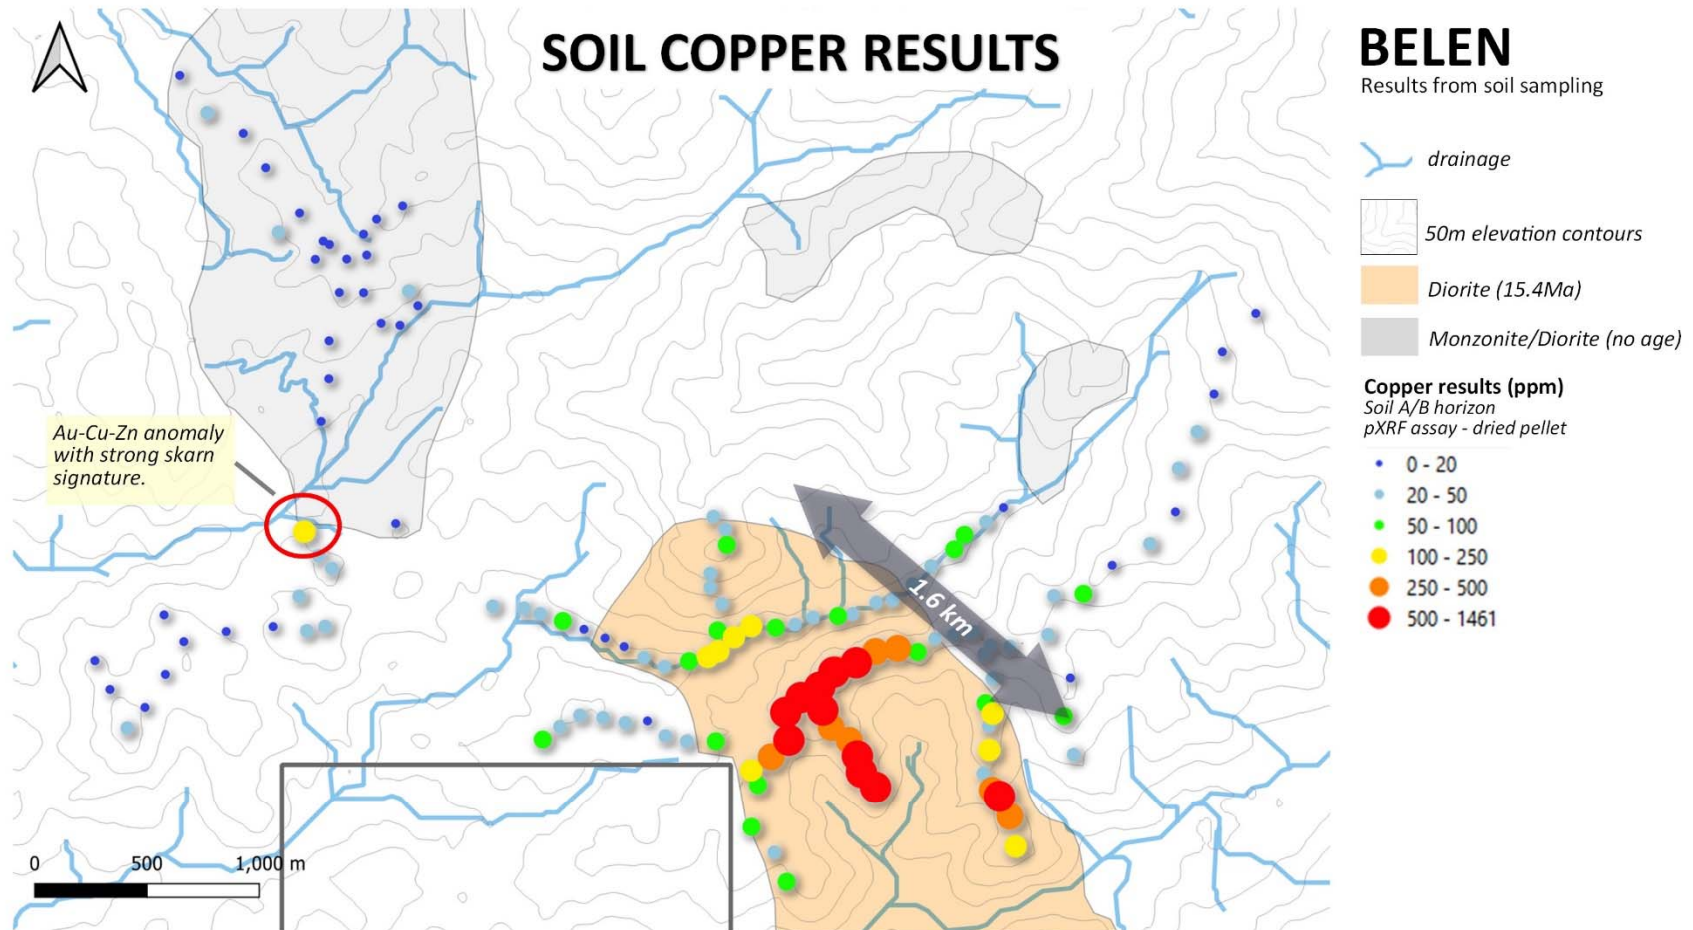 SOIL COPPER RESULTS
Au-Cu-Zn anomaly
with strong skarn
signature.
1.6 km
0 500 1,000 m
BELEN
Results from soil sampling
drainage
50m elevation contours
Diorite (15.4Ma)
Monzonite/Diorite (no age)
Copper results (ppm)
Soil A/B horizon
pXRF assay - dried pellet
0 - 20
20 - 50
50 - 100
100 - 250
250 - 500
500 - 1461